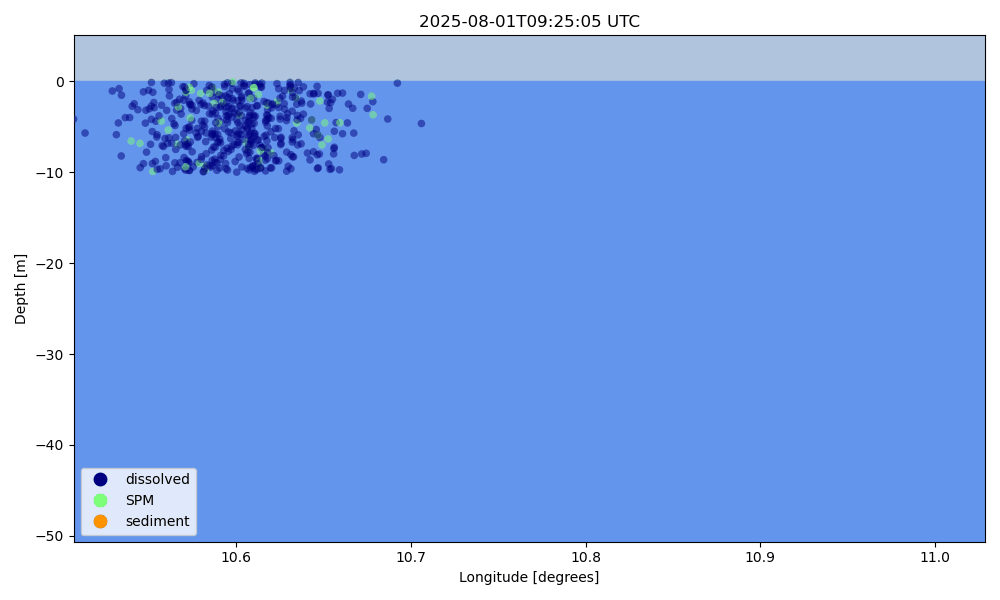 2025-08-01T09:25:05 UTC
Depth [m]
0
−10
−20
−30
−40
−50
dissolved
SPM
sediment
10.6 10.7 10.8 10.9 11.0
Longitude [degrees]